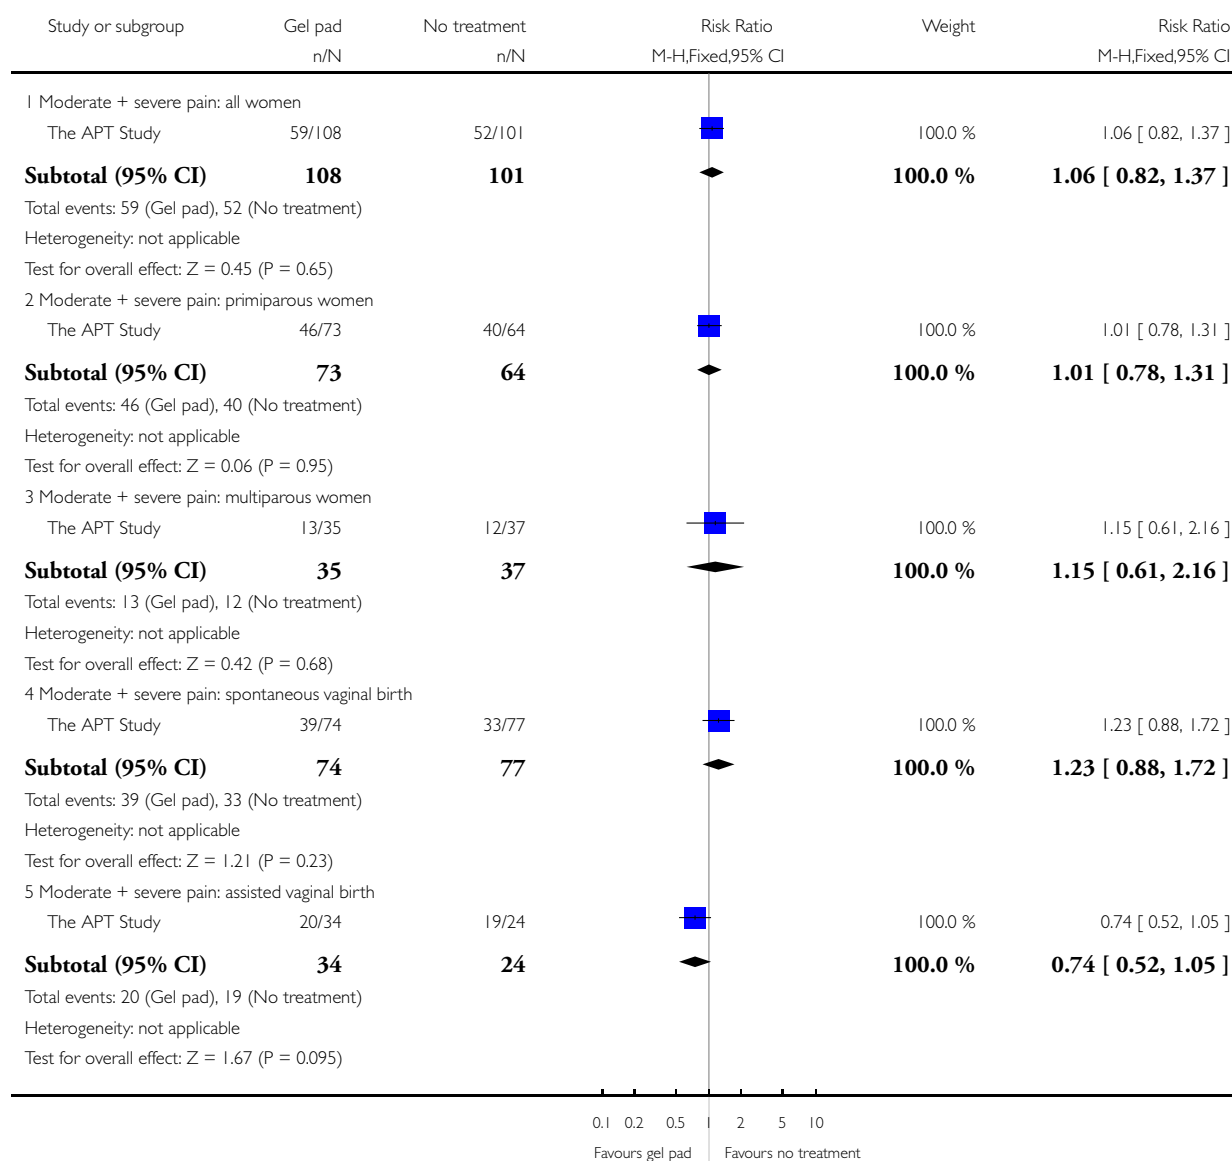 Study or subgroup Gel pad No treatment Risk Ratio Weight Risk Ratio
n/N n/N M-H,Fixed,95% CI M-H,Fixed,95% CI
1 Moderate + severe pain: all women
The APT Study 59/108 52/101 100.0 % 1.06 [ 0.82, 1.37 ]
Subtotal (95% CI) 108 101 100.0 % 1.06 [ 0.82, 1.37 ]
Total events: 59 (Gel pad), 52 (No treatment)
Heterogeneity: not applicable
Test for overall effect: Z = 0.45 (P = 0.65)
2 Moderate + severe pain: primiparous women
The APT Study 46/73 40/64 100.0 % 1.01 [ 0.78, 1.31 ]
Subtotal (95% CI) 73 64 100.0 % 1.01 [ 0.78, 1.31 ]
Total events: 46 (Gel pad), 40 (No treatment)
Heterogeneity: not applicable
Test for overall effect: Z = 0.06 (P = 0.95)
3 Moderate + severe pain: multiparous women
The APT Study 13/35 12/37 100.0 % 1.15 [ 0.61, 2.16 ]
Subtotal (95% CI) 35 37 100.0 % 1.15 [ 0.61, 2.16 ]
Total events: 13 (Gel pad), 12 (No treatment)
Heterogeneity: not applicable
Test for overall effect: Z = 0.42 (P = 0.68)
4 Moderate + severe pain: spontaneous vaginal birth
The APT Study 39/74 33/77 100.0 % 1.23 [ 0.88, 1.72 ]
Subtotal (95% CI) 74 77 100.0 % 1.23 [ 0.88, 1.72 ]
Total events: 39 (Gel pad), 33 (No treatment)
Heterogeneity: not applicable
Test for overall effect: Z = 1.21 (P = 0.23)
5 Moderate + severe pain: assisted vaginal birth
The APT Study 20/34 19/24 100.0 % 0.74 [ 0.52, 1.05 ]
Subtotal (95% CI) 34 24 100.0 % 0.74 [ 0.52, 1.05 ]
Total events: 20 (Gel pad), 19 (No treatment)
Heterogeneity: not applicable
Test for overall effect: Z = 1.67 (P = 0.095)
0.1 0.2 0.5 1 2 5 10
Favours gel pad Favours no treatment